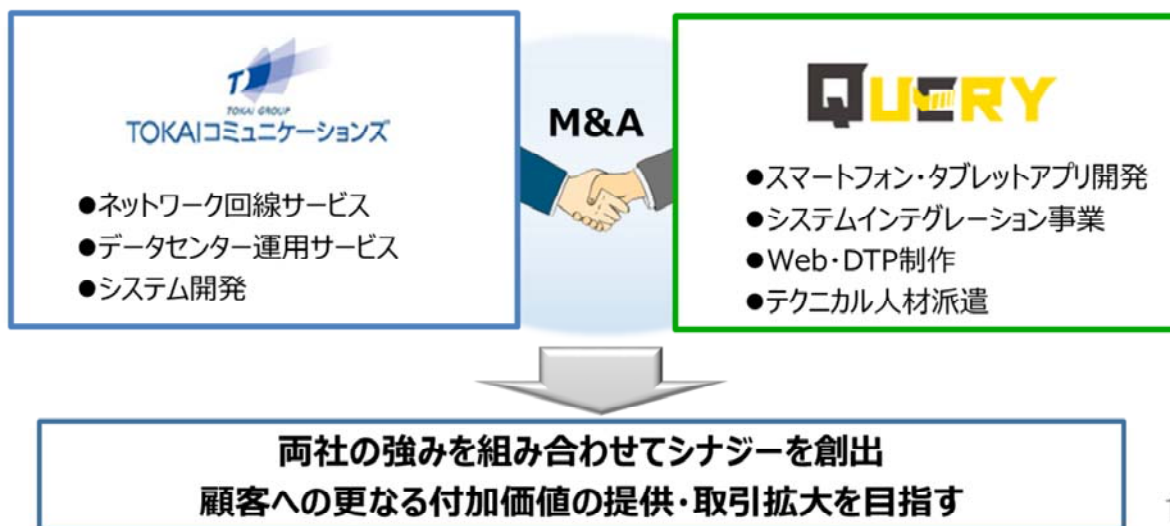 T
TOKAI GROUP
TOKAIコミュニケーションズ
●ネットワーク回線サービス
●データセンター運用サービス
●システム開発
M&A
QUERY
●スマートフォン・タブレットアプリ開発
●システムインテグレーション事業
●Web・DTP制作
●テクニカル人材派遣
両社の強みを組み合わせてシナジーを創出
顧客への更なる付加価値の提供・取引拡大を目指す